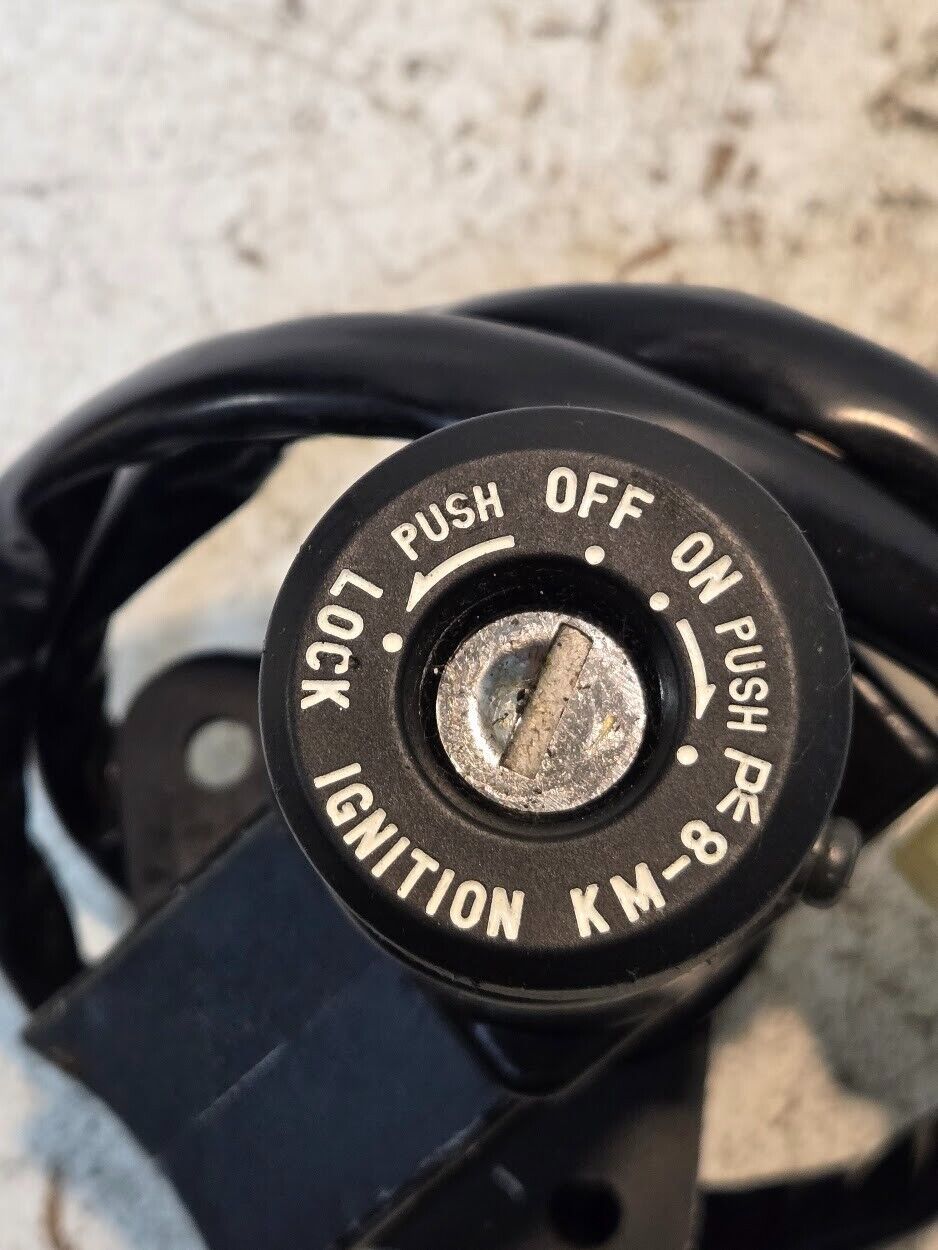 OFF
ON
PUSH
P
KM-8
IGNITION
LOCK
PUSH